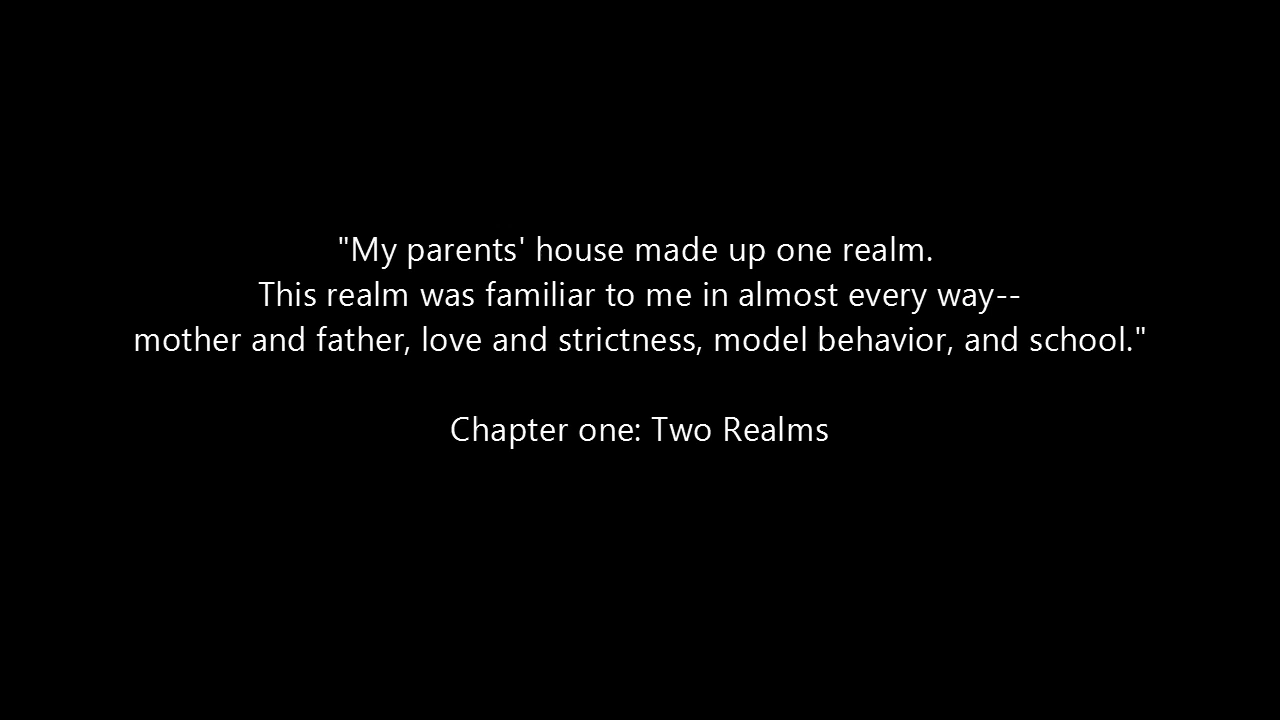 "My parents' house made up one realm.
This realm was familiar to me in almost every way--
mother and father, love and strictness, model behavior, and school."
Chapter one: Two Realms